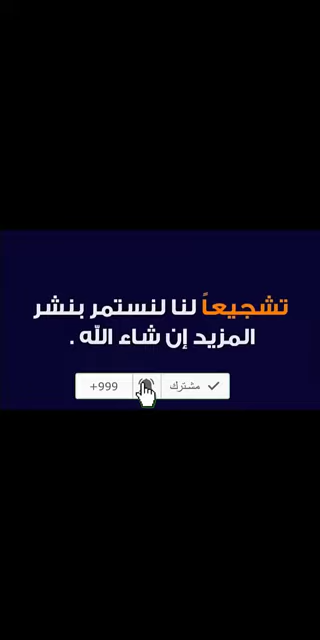 تشجيعاً لنا لنستمر بنشر
المزيد إن شاء الله .
مشترك +999